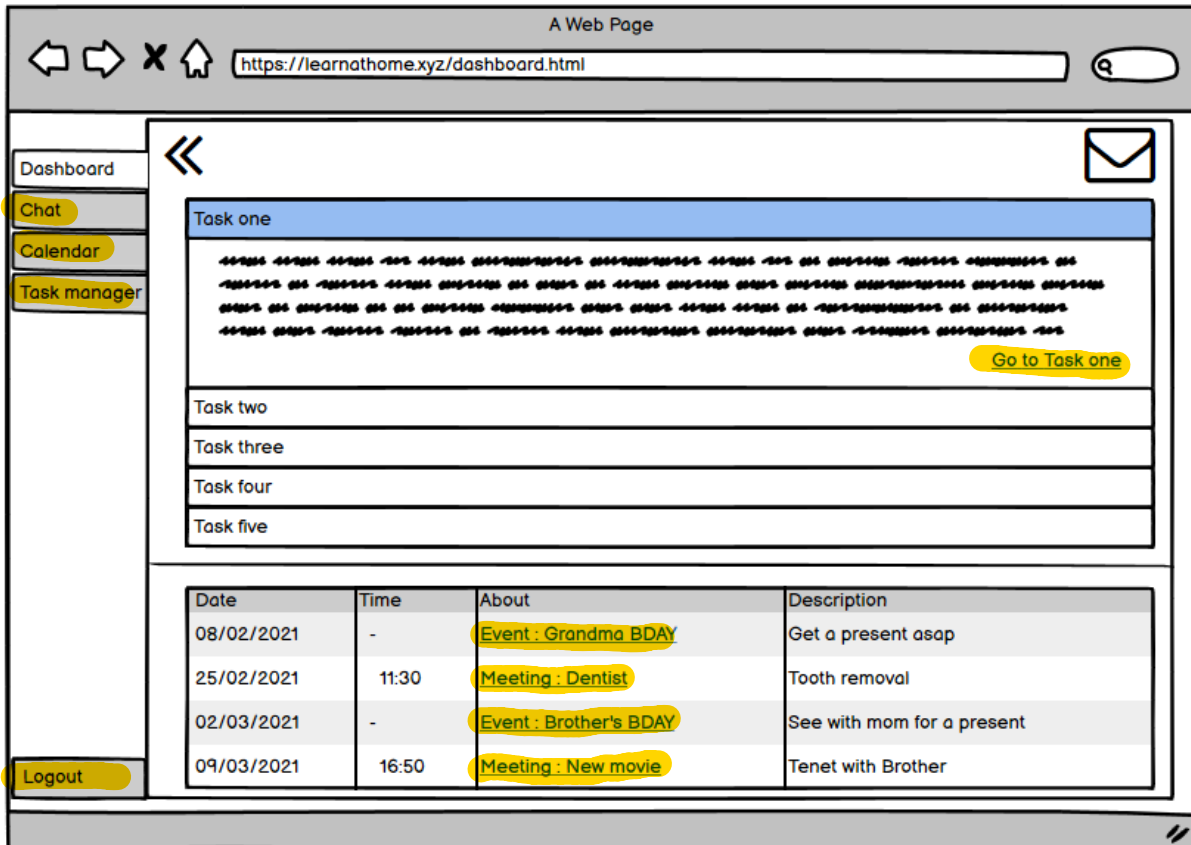 A Web Page
https://learnathome.xyz/dashboard.html
Dashboard
Chat
Calendar
Task manager
Logout
Task one
Go to Task one
Task two
Task three
Task four
Task five
Date Time About Description
08/02/2021 - Event : Grandma BDAY Get a present asap
25/02/2021 11:30 Meeting : Dentist Tooth removal
02/03/2021 - Event : Brother's BDAY See with mom for a present
09/03/2021 16:50 Meeting : New movie Tenet with Brother